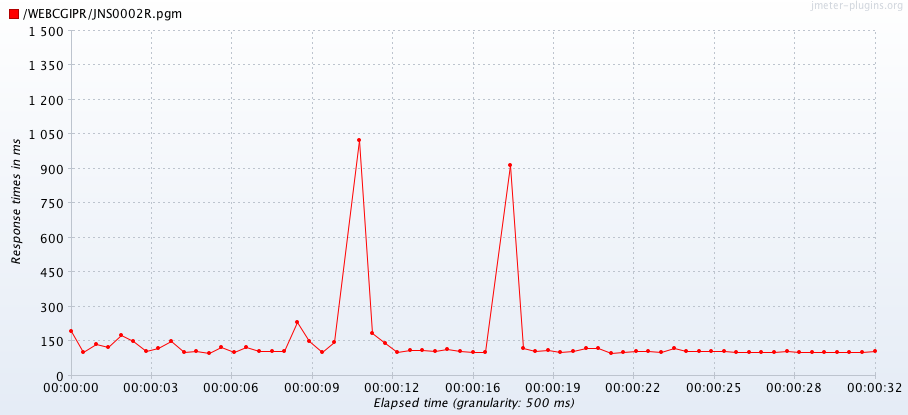 jmeter-plugins.org
/WEBCGIPR/JNS0002R.pgm
1 500
1 350
1 200
1 050
900
750
600
450
300
150
0
Response times in ms
00:00:00 00:00:03 00:00:06 00:00:09 00:00:12 00:00:16 00:00:19 00:00:22 00:00:25 00:00:28 00:00:32
Elapsed time (granularity: 500 ms)